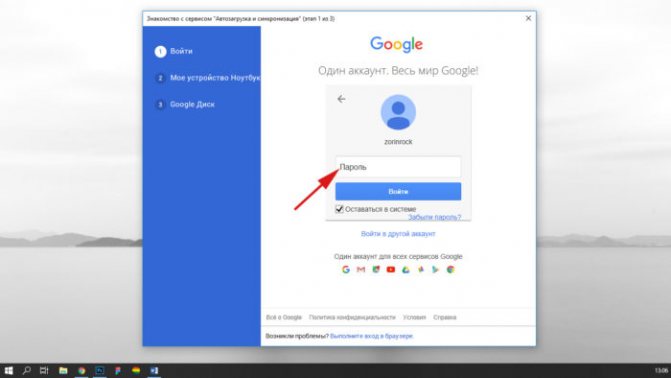 Знакомство с сервисом "Автозагрузка и синхронизация" (этап 1 из 3)
1 Войти
2 Мое устройство Ноутбук
3 Google Диск
Google
Один аккаунт. Весь мир Google!
zorinrock
Пароль
Войти
Оставаться в системе
Забыли пароль?
Войти в другой аккаунт
Один аккаунт для всех сервисов Google
Всё о Google Политика конфиденциальности Условия Справка
Возникли проблемы? Выполните вход в браузере.
13:06